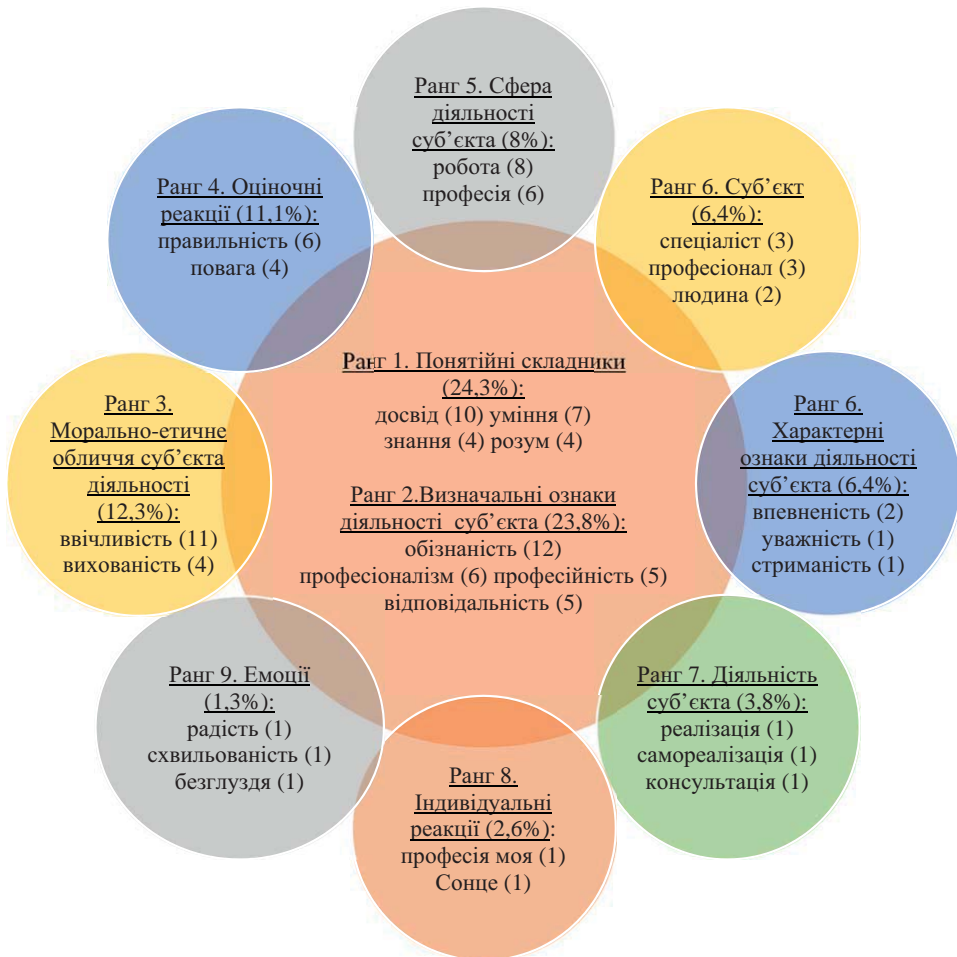 Ранг 5. Сфера
діяльності
суб’єкта (8%):
робота (8)
професія (6)
Ранг 4. Оціночні
реакції (11,1%):
правильність (6)
повага (4)
Ранг 6. Суб’єкт
(6,4%):
спеціаліст (3)
професіонал (3)
людина (2)
Ранг 1. Понятійні складники
(24,3%):
досвід (10) уміння (7)
знання (4) розум (4)
Ранг 2.Визначальні ознаки
діяльності суб’єкта (23,8%):
обізнаність (12)
професіоналізм (6) професійність (5)
відповідальність (5)
Ранг 3.
Морально-етичне
обличчя суб’єкта
діяльності
(12,3%):
ввічливість (11)
вихованість (4)
Ранг 6.
Характерні
ознаки діяльності
суб’єкта (6,4%):
впевненість (2)
уважність (1)
стриманість (1)
Ранг 9. Емоції
(1,3%):
радість (1)
схвильованість (1)
безглуздя (1)
Ранг 7. Діяльність
суб’єкта (3,8%):
реалізація (1)
самореалізація (1)
консультація (1)
Ранг 8.
Індивідуальні
реакції (2,6%):
професія моя (1)
Сонце (1)